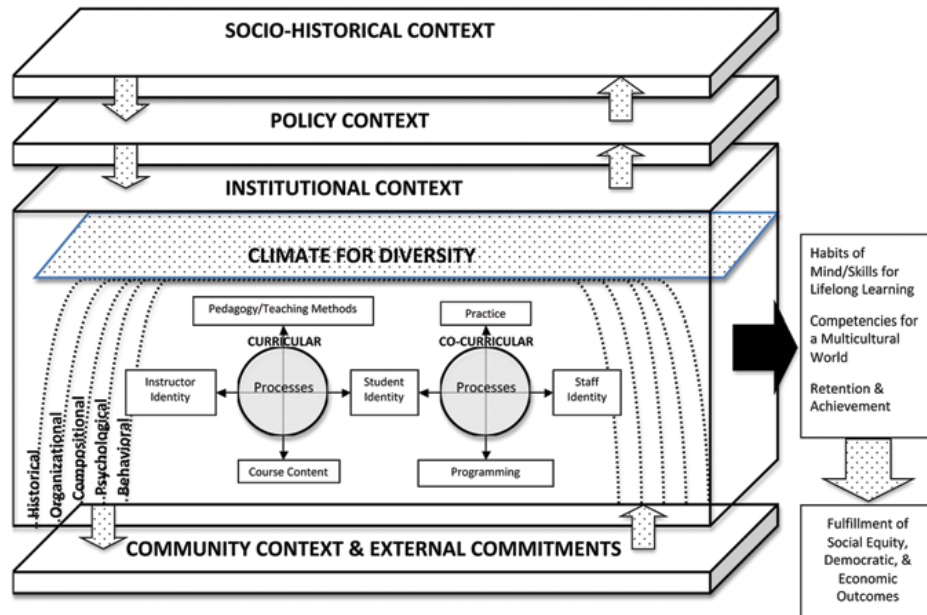 SOCIO-HISTORICAL CONTEXT
POLICY CONTEXT
INSTITUTIONAL CONTEXT
CLIMATE FOR DIVERSITY
Pedagogy/Teaching Methods
Practice
CURRICULAR
CO-CURRICULAR
Instructor
Identity
Processes
Student
Identity
Processes
Staff
Identity
Course Content
Programming
Historical
Organizational
Compositional
Psychological
Behavioral
COMMUNITY CONTEXT & EXTERNAL COMMITMENTS
Habits of
Mind/Skills for
Lifelong Learning
Competencies for
a Multicultural
World
Retention &
Achievement
Fulfillment of
Social Equity,
Democratic, &
Economic
Outcomes